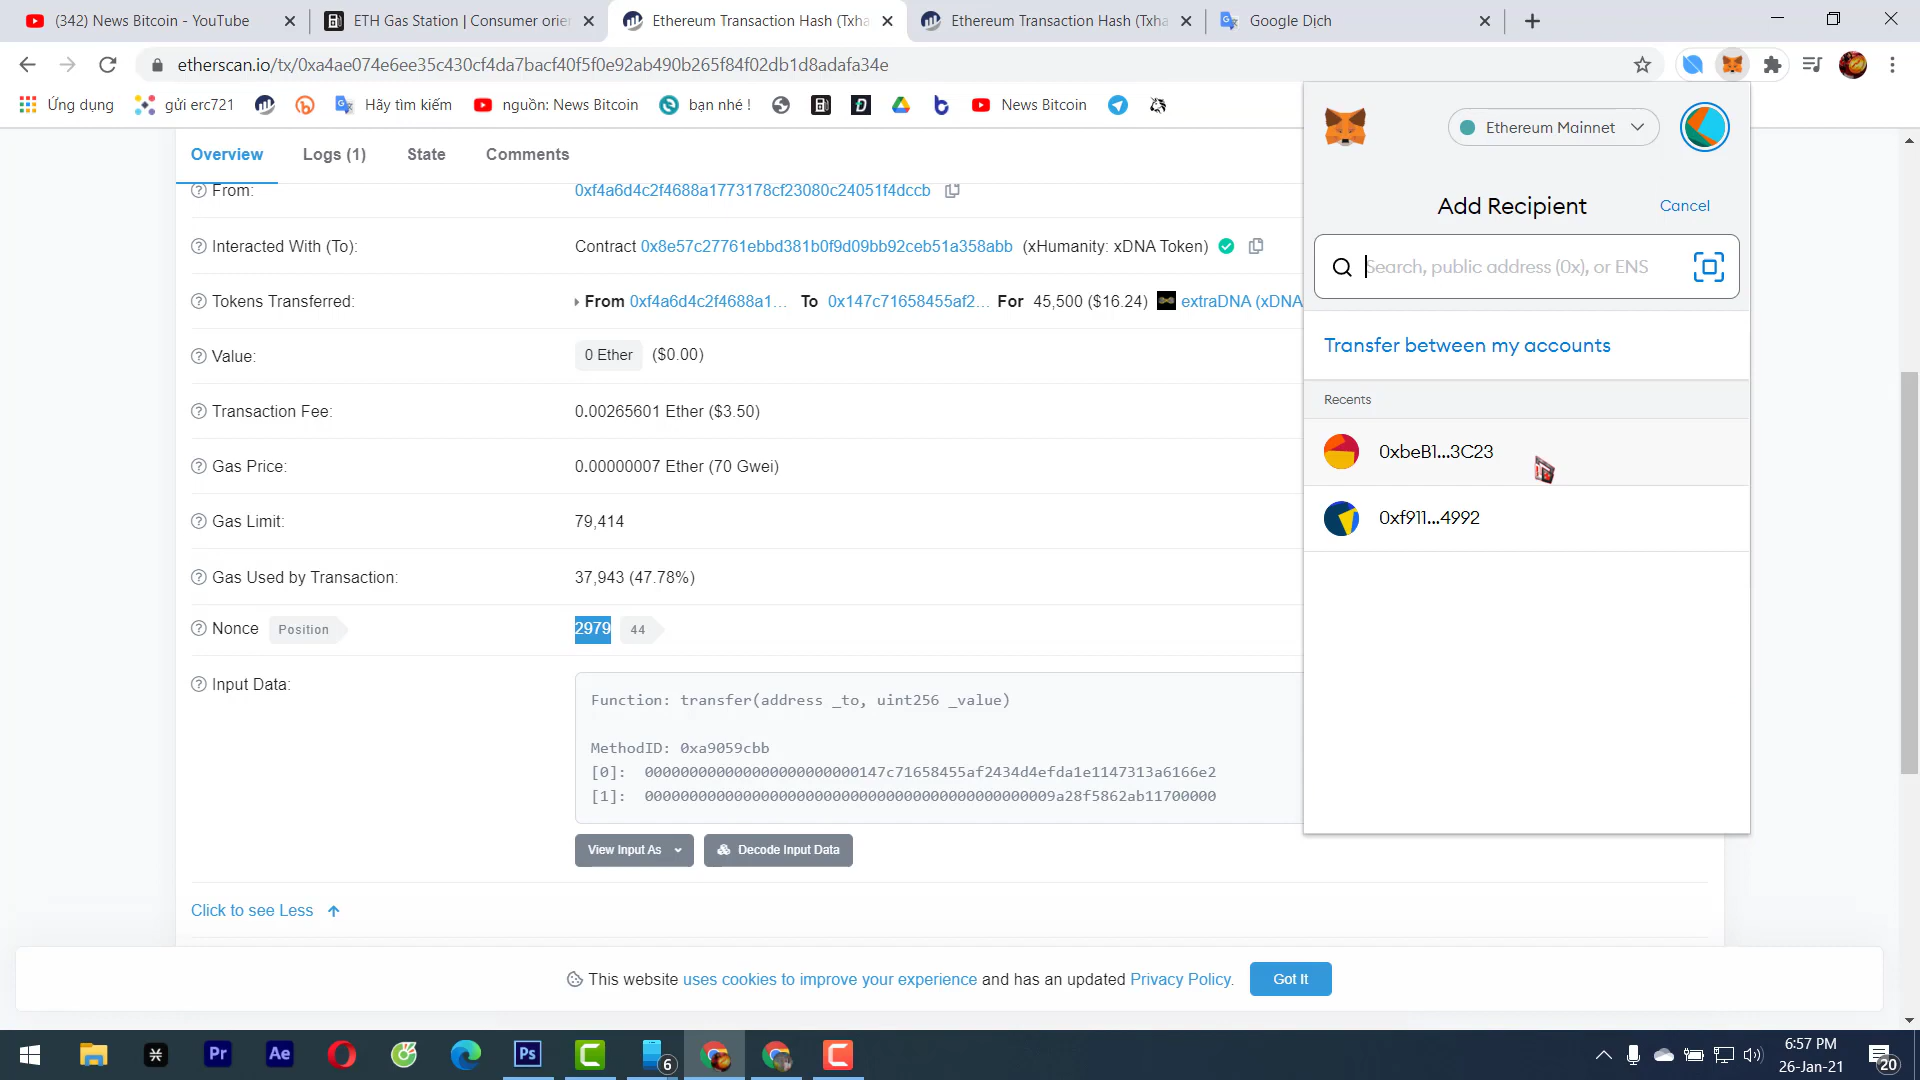 (342) News Bitcoin - YouTube
ETH Gas Station | Consumer orie
Ethereum Transaction Hash (Txha
Ethereum Transaction Hash (Txha
Google Dịch
etherscan.io/tx/0xa4ae074e6ee35c430cf4da7bacf40f5f0e92ab490b265f84f02db1d8adafa34e
Ứng dụng
gửi erc721
Hãy tìm kiếm
nguồn: News Bitcoin
bạn nhé !
News Bitcoin
Overview
Logs (1)
State
Comments
From:
0xf4a6d4c2f4688a1773178cf23080c24051f4dccb
Interacted With (To):
Contract 0x8e57c27761ebbd381b0f9d09bb92ceb51a358abb (xHumanity: xDNA Token)
Tokens Transferred:
From 0xf4a6d4c2f4688a1... To 0x147c71658455af2... For 45,500 ($16.24) extraDNA (xDNA
Value:
0 Ether ($0.00)
Transaction Fee:
0.00265601 Ether ($3.50)
Gas Price:
0.00000007 Ether (70 Gwei)
Gas Limit:
79,414
Gas Used by Transaction:
37,943 (47.78%)
Nonce Position
2979 44
Input Data:
Function: transfer(address _to, uint256 _value)
MethodID: 0xa9059cbb
[0]: 000000000000000000000000147c71658455af2434d4efda1e1147313a6166e2
[1]: 0000000000000000000000000000000000000000000009a28f5862ab11700000
View Input As
Decode Input Data
Click to see Less
This website uses cookies to improve your experience and has an updated Privacy Policy.
Got It
Ethereum Mainnet
Add Recipient
Cancel
Search, public address (0x), or ENS
Transfer between my accounts
Recents
0xbeB1...3C23
0xf911...4992
Pr
Ae
Ps
6
6:57 PM
26-Jan-21
20